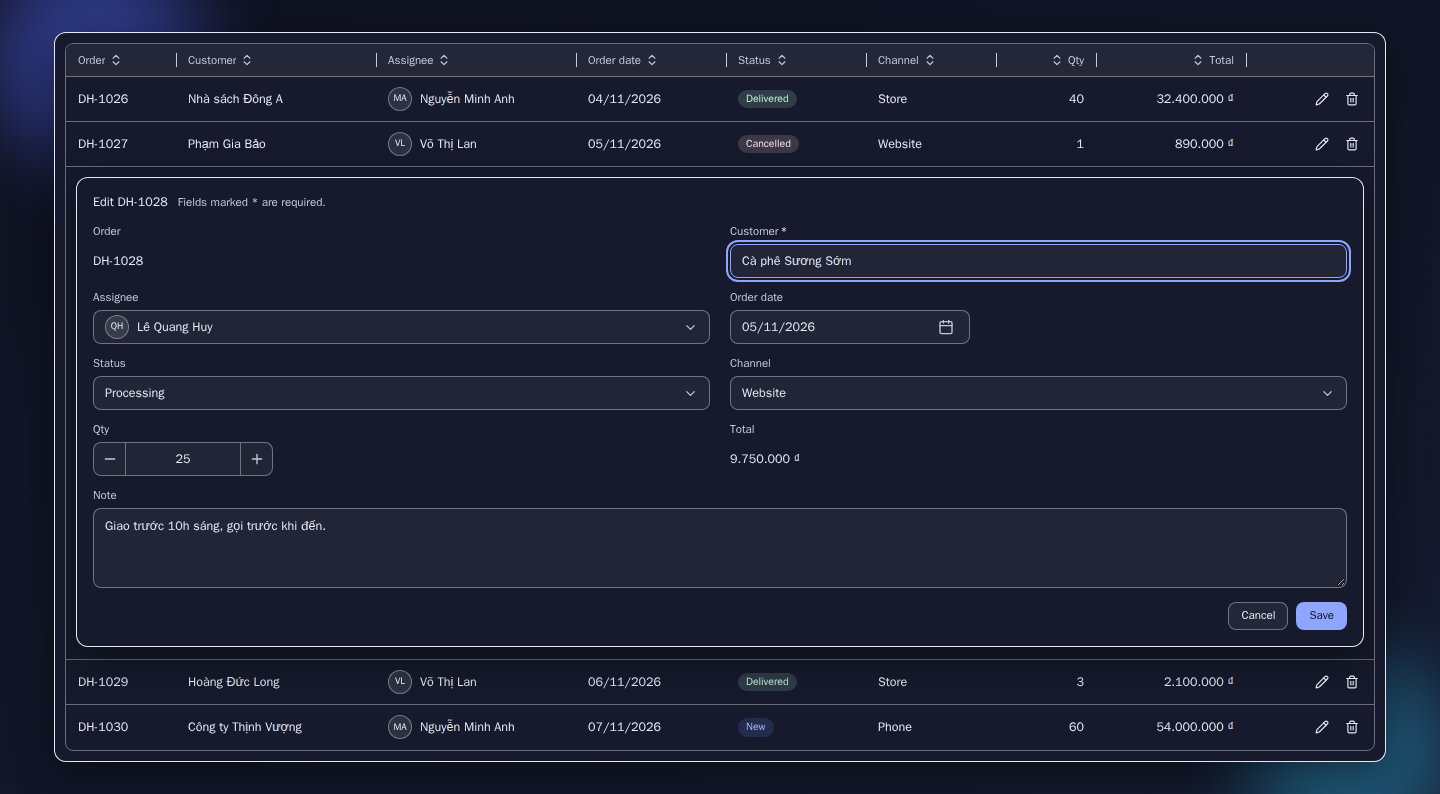 Order Customer Assignee Order date Status Channel Qty Total
DH-1026 Nhà sách Đông A MA Nguyễn Minh Anh 04/11/2026 Delivered Store 40 32.400.000 ₫
DH-1027 Phạm Gia Bảo VL Võ Thị Lan 05/11/2026 Cancelled Website 1 890.000 ₫
Edit DH-1028 Fields marked * are required.
Order Customer *
DH-1028 Cà phê Sương Sớm
Assignee Order date
QH Lê Quang Huy 05/11/2026
Status Channel
Processing Website
Qty Total
25 9.750.000 ₫
Note
Giao trước 10h sáng, gọi trước khi đến.
Cancel Save
DH-1029 Hoàng Đức Long VL Võ Thị Lan 06/11/2026 Delivered Store 3 2.100.000 ₫
DH-1030 Công ty Thịnh Vượng MA Nguyễn Minh Anh 07/11/2026 New Phone 60 54.000.000 ₫